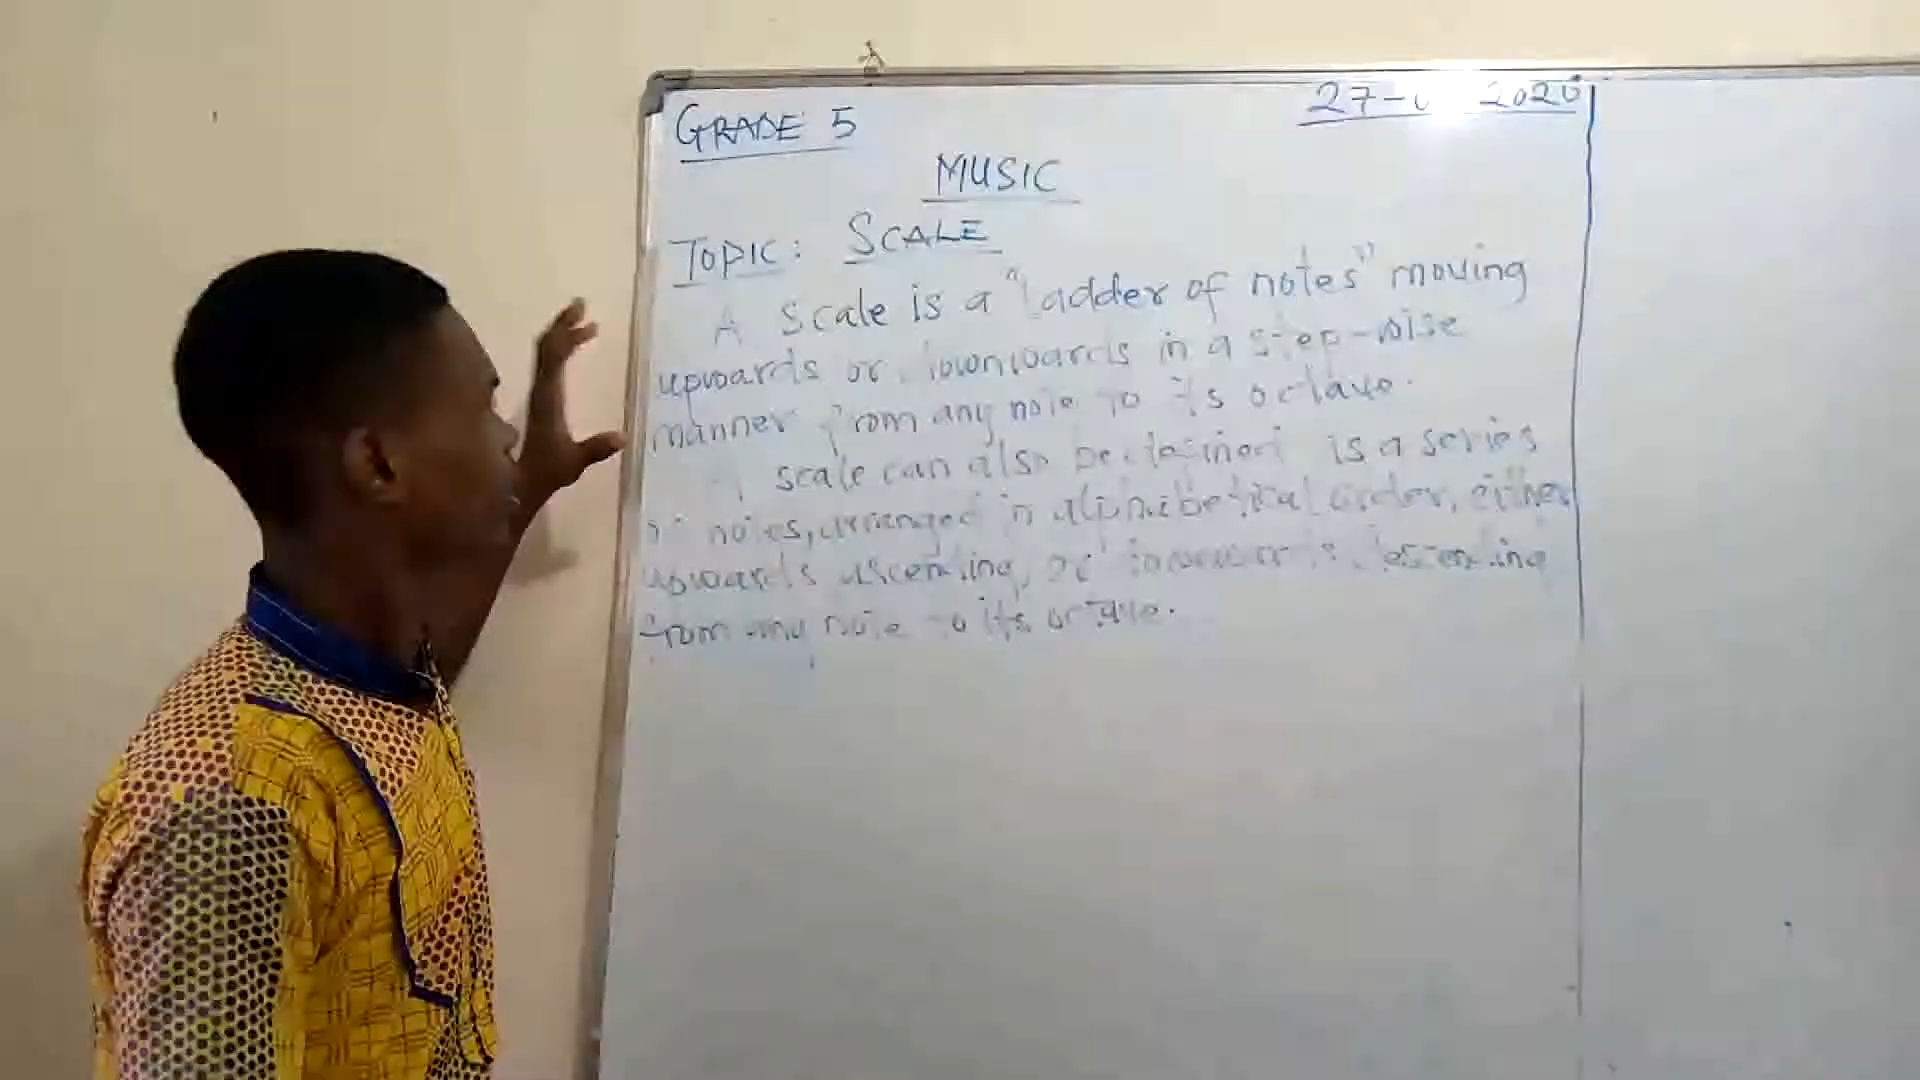 GRADE 5
27- 2020
MUSIC
TOPIC: SCALE
A scale is a "ladder of notes" moving
upwards or downwards in a step-wise
manner from any note to its octave.
A scale can also be defined is a series
of notes, arranged in alphabetical order, either
upwards ascending or downwards descending
from any note to its octave.